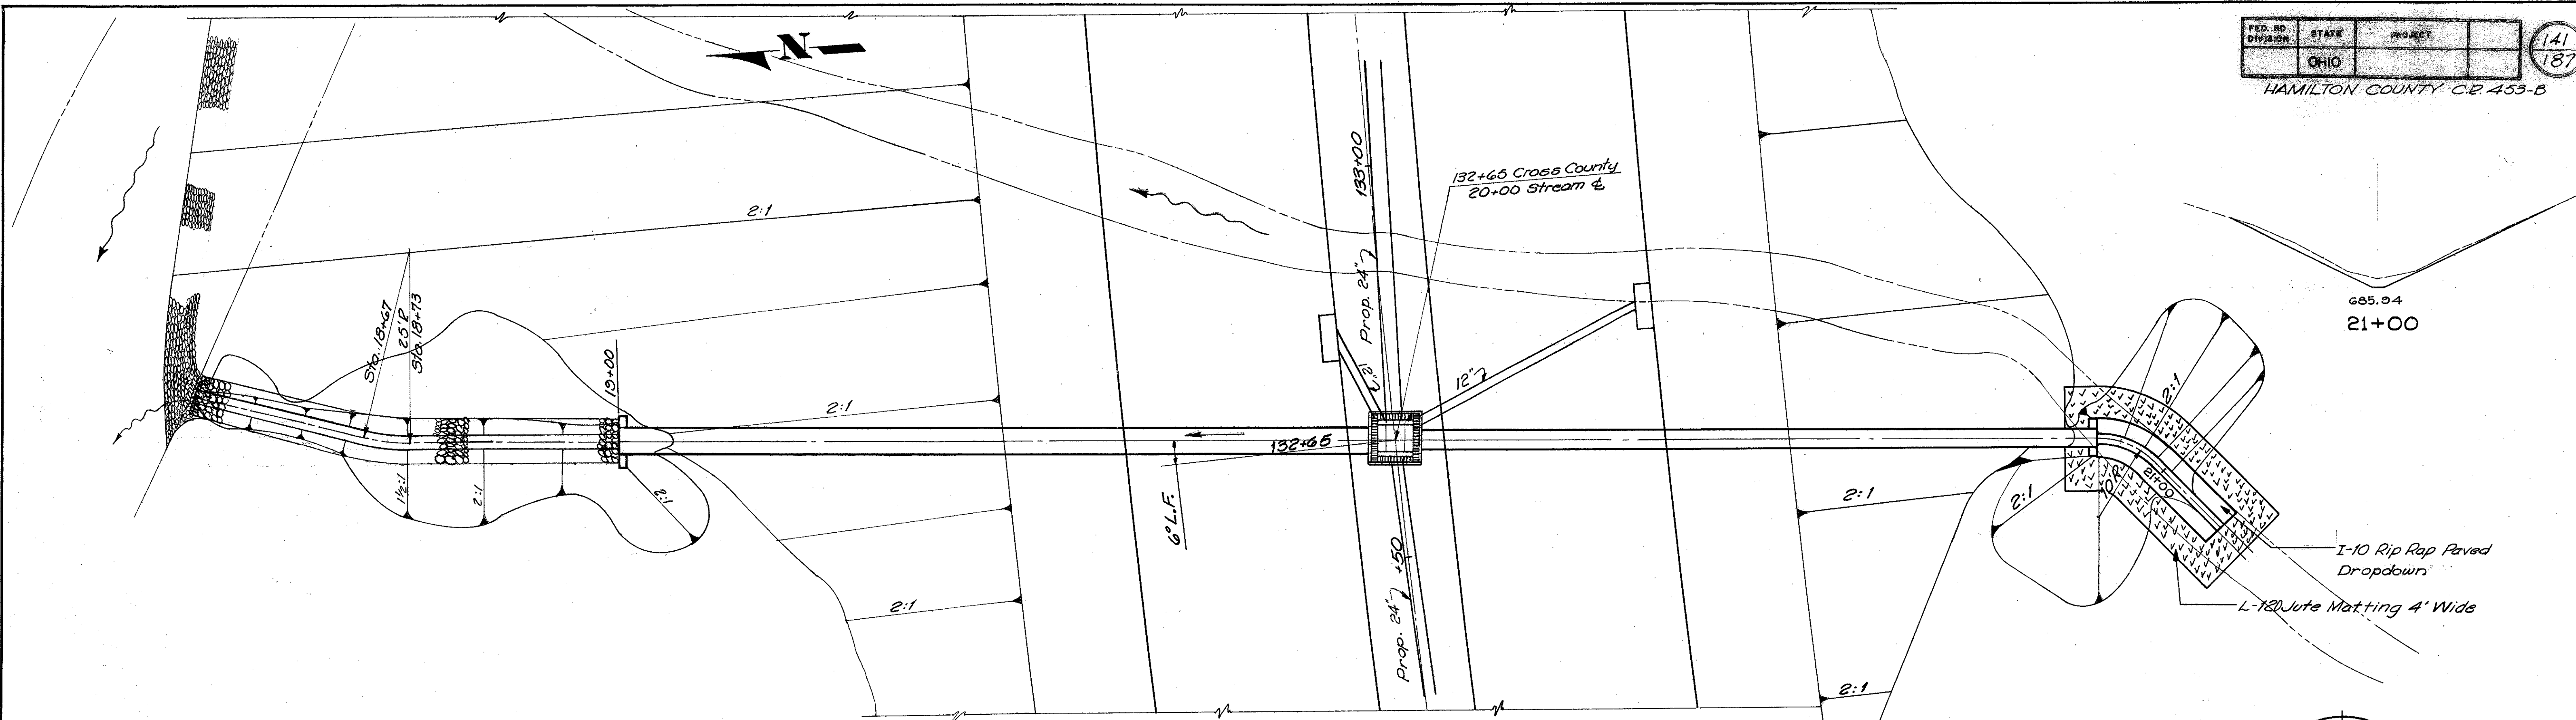 FED. RD
DIVISION
STATE
PROJECT
OHIO
141
187
HAMILTON COUNTY C.R. 453-B
N
133+00
132+65 Cross County
20+00 Stream ℄
2:1
Prop. 24"
685.94
21+00
Sta. 18+67
25'R
Sta. 18+73
19+00
12"
12"
2:1
2:1
132+65
6° L.F.
1½:1
2:1
2:1
2:1
2:1
21+00
+50
Prop. 24"
I-10 Rip Rap Paved
Dropdown
L-120 Jute Matting 4' Wide
2:1
2:1